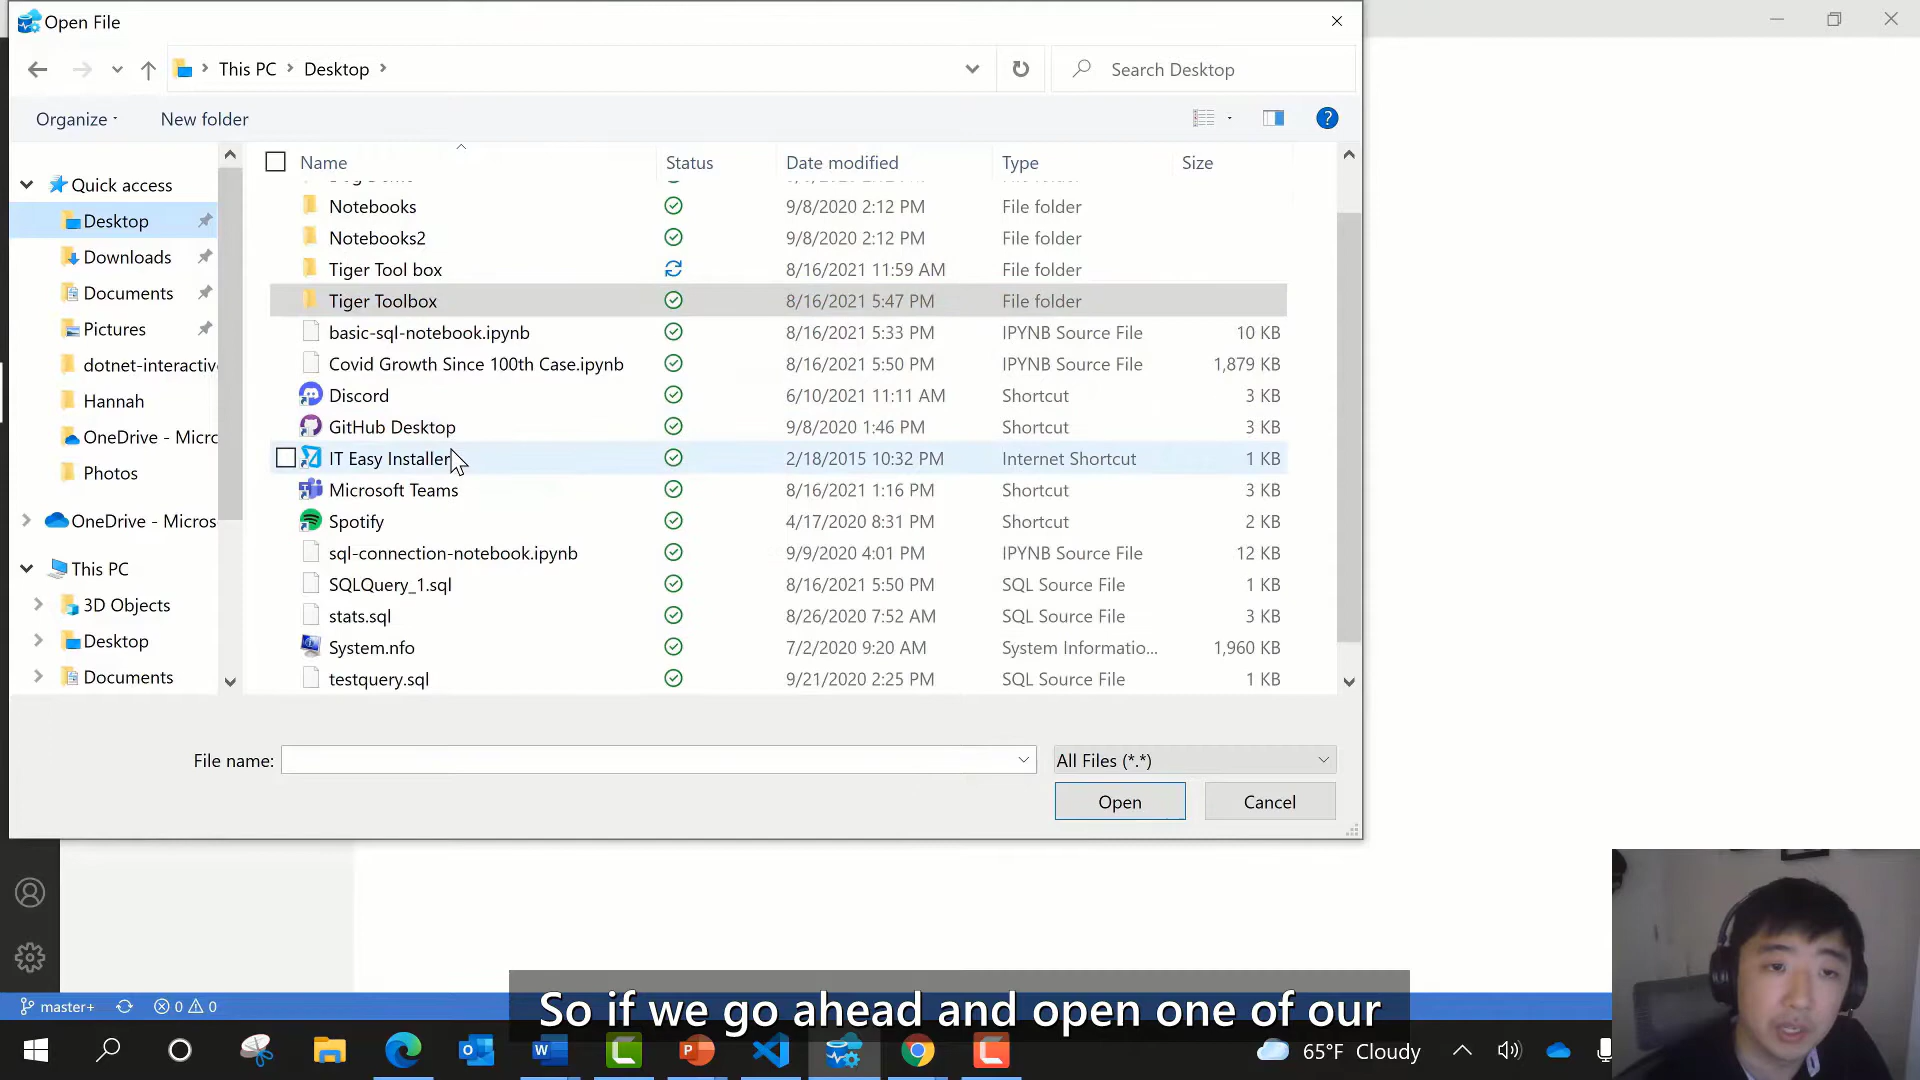 Open File
This PC > Desktop >
Search Desktop
Organize
New folder
?
Name Status Date modified Type Size
Quick access
Desktop
Downloads
Documents
Pictures
dotnet-interactiv
Hannah
OneDrive - Micro
Photos
OneDrive - Micros
This PC
3D Objects
Desktop
Documents
Notebooks 9/8/2020 2:12 PM File folder
Notebooks2 9/8/2020 2:12 PM File folder
Tiger Tool box 8/16/2021 11:59 AM File folder
Tiger Toolbox 8/16/2021 5:47 PM File folder
basic-sql-notebook.ipynb 8/16/2021 5:33 PM IPYNB Source File 10 KB
Covid Growth Since 100th Case.ipynb 8/16/2021 5:50 PM IPYNB Source File 1,879 KB
Discord 6/10/2021 11:11 AM Shortcut 3 KB
GitHub Desktop 9/8/2020 1:46 PM Shortcut 3 KB
IT Easy Installer 2/18/2015 10:32 PM Internet Shortcut 1 KB
Microsoft Teams 8/16/2021 1:16 PM Shortcut 3 KB
Spotify 4/17/2020 8:31 PM Shortcut 2 KB
sql-connection-notebook.ipynb 9/9/2020 4:01 PM IPYNB Source File 12 KB
SQLQuery_1.sql 8/16/2021 5:50 PM SQL Source File 1 KB
stats.sql 8/26/2020 7:52 AM SQL Source File 3 KB
System.nfo 7/2/2020 9:20 AM System Informatio... 1,960 KB
testquery.sql 9/21/2020 2:25 PM SQL Source File 1 KB
File name:
All Files (*.*)
Open
Cancel
master+ 0 0
So if we go ahead and open one of our
65°F Cloudy